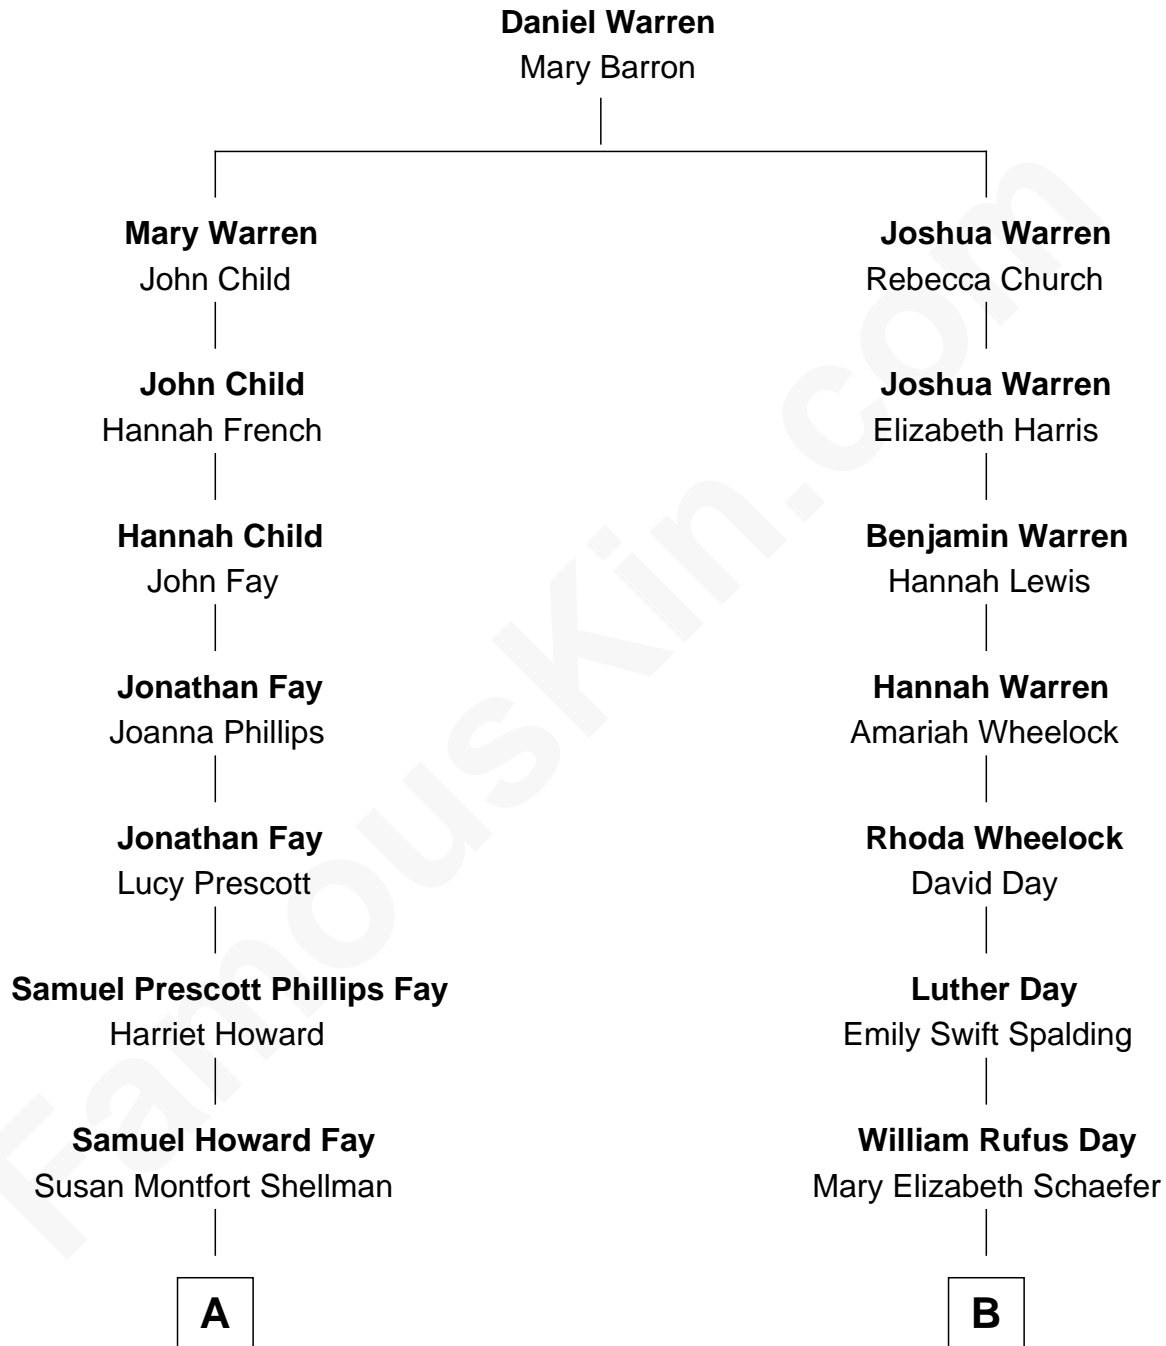 Daniel Warren
Mary Barron
Mary Warren
John Child
Joshua Warren
Rebecca Church
John Child
Hannah French
Joshua Warren
Elizabeth Harris
Hannah Child
John Fay
Benjamin Warren
Hannah Lewis
Jonathan Fay
Joanna Phillips
Hannah Warren
Amariah Wheelock
Jonathan Fay
Lucy Prescott
Rhoda Wheelock
David Day
Samuel Prescott Phillips Fay
Harriet Howard
Luther Day
Emily Swift Spalding
Samuel Howard Fay
Susan Montfort Shellman
William Rufus Day
Mary Elizabeth Schaefer
A
B
FamousKin.com